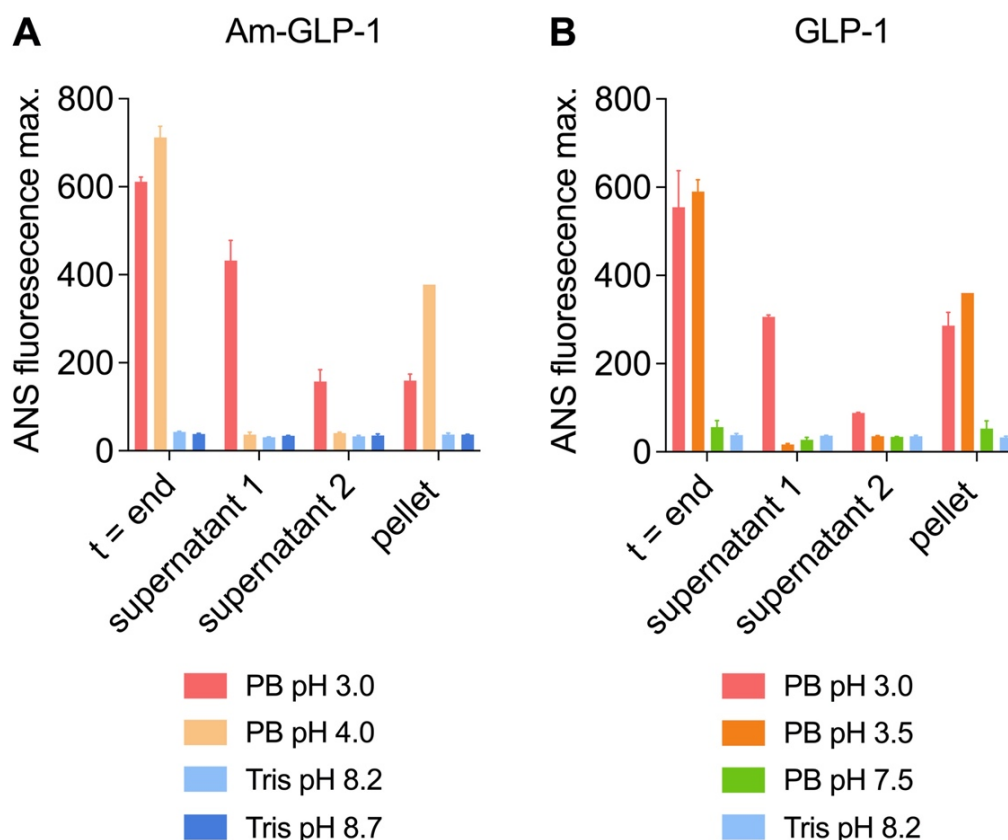 A
Am-GLP-1
ANS fluoresecence max.
800
600
400
200
0
t = end
supernatant 1
supernatant 2
pellet
PB pH 3.0
PB pH 4.0
Tris pH 8.2
Tris pH 8.7
B
GLP-1
ANS fluoresecence max.
800
600
400
200
0
t = end
supernatant 1
supernatant 2
pellet
PB pH 3.0
PB pH 3.5
PB pH 7.5
Tris pH 8.2